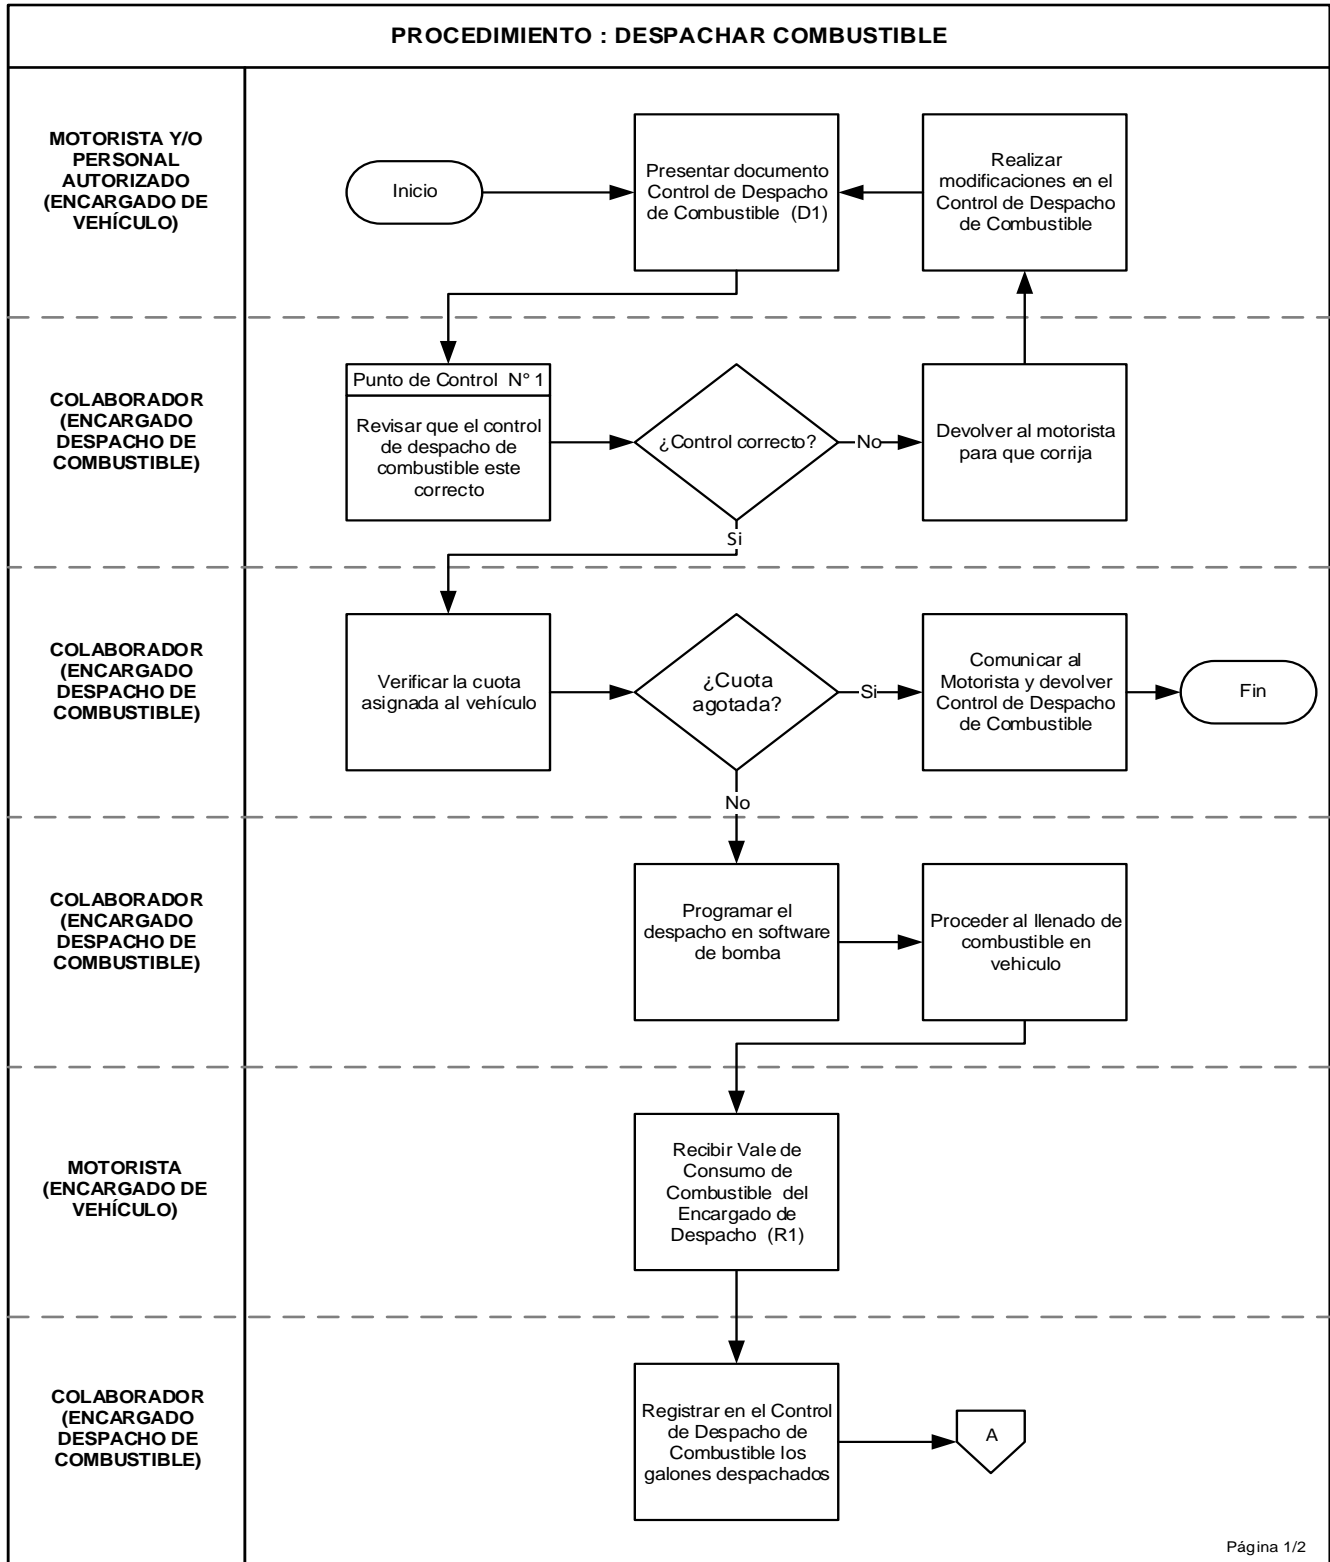 PROCEDIMIENTO : DESPACHAR COMBUSTIBLE
MOTORISTA Y/O
PERSONAL
AUTORIZADO
(ENCARGADO DE
VEHÍCULO)
Inicio
Presentar documento
Control de Despacho
de Combustible (D1)
Realizar
modificaciones en el
Control de Despacho
de Combustible
COLABORADOR
(ENCARGADO
DESPACHO DE
COMBUSTIBLE)
Punto de Control N° 1
Revisar que el control
de despacho de
combustible este
correcto
¿Control correcto?
No
Devolver al motorista
para que corrija
Si
COLABORADOR
(ENCARGADO
DESPACHO DE
COMBUSTIBLE)
Verificar la cuota
asignada al vehículo
¿Cuota
agotada?
Si
Comunicar al
Motorista y devolver
Control de Despacho
de Combustible
Fin
No
COLABORADOR
(ENCARGADO
DESPACHO DE
COMBUSTIBLE)
Programar el
despacho en software
de bomba
Proceder al llenado de
combustible en
vehiculo
MOTORISTA
(ENCARGADO DE
VEHÍCULO)
Recibir Vale de
Consumo de
Combustible del
Encargado de
Despacho (R1)
COLABORADOR
(ENCARGADO
DESPACHO DE
COMBUSTIBLE)
Registrar en el Control
de Despacho de
Combustible los
galones despachados
A
Página 1/2